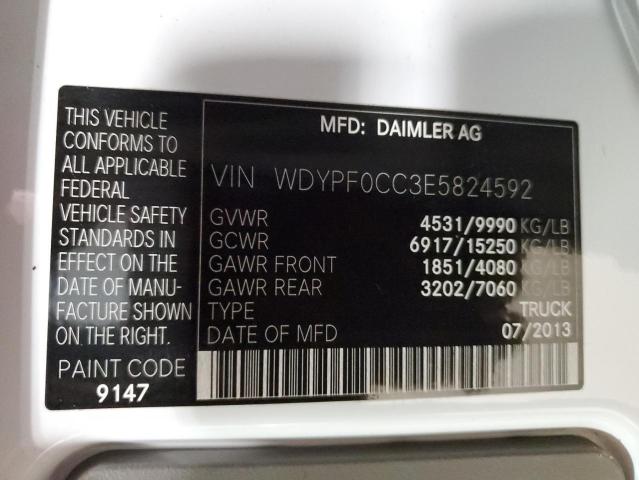 THIS VEHICLE
CONFORMS TO
ALL APPLICABLE
FEDERAL
VEHICLE SAFETY
STANDARDS IN
EFFECT ON THE
DATE OF MANU-
FACTURE SHOWN
ON THE RIGHT.
PAINT CODE
9147
MFD: DAIMLER AG
VIN WDYPF0CC3E5824592
GVWR 4531/9990 KG/LB
GCWR 6917/15250 KG/LB
GAWR FRONT 1851/4080 KG/LB
GAWR REAR 3202/7060 KG/LB
TYPE TRUCK
DATE OF MFD 07/2013